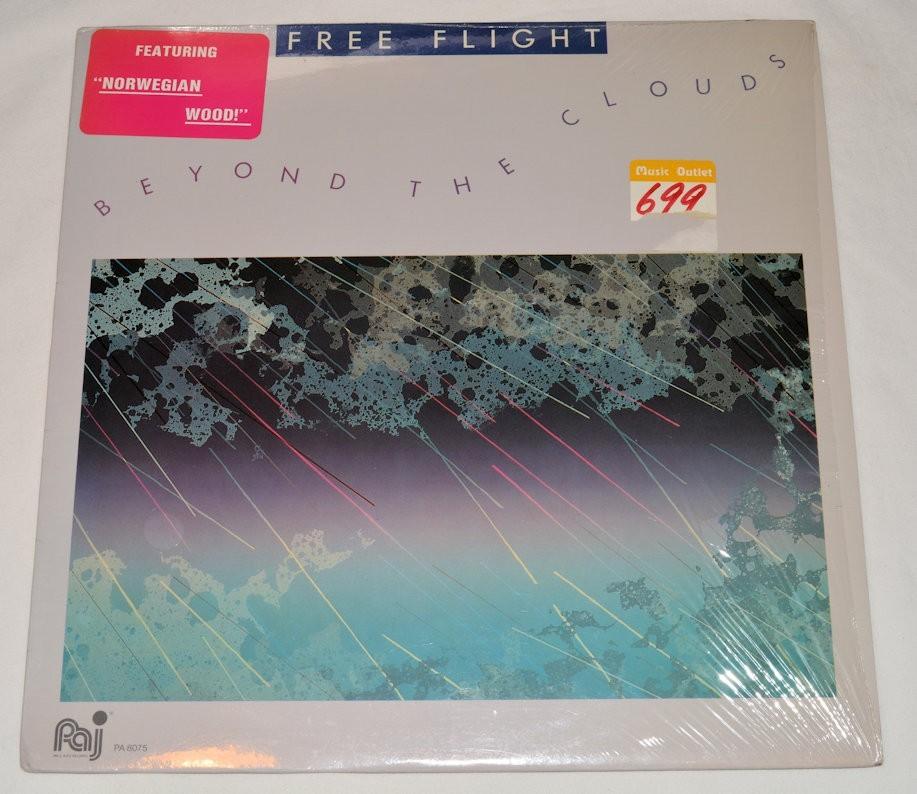 FREE FLIGHT
FEATURING
"NORWEGIAN
WOOD!"
BEYOND THE CLOUDS
Music Outlet
699
Paj
PA 8075